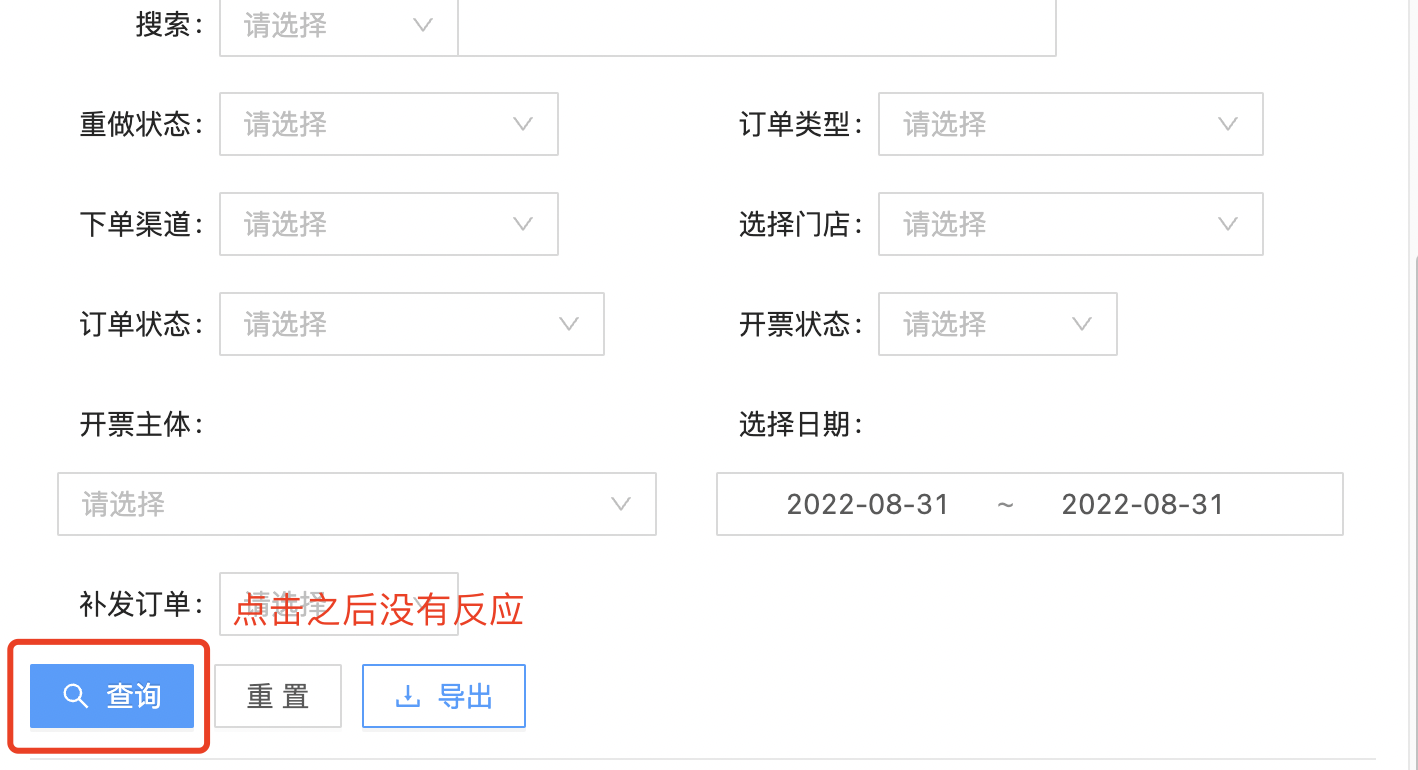 搜索: 请选择
重做状态: 请选择 订单类型: 请选择
下单渠道: 请选择 选择门店: 请选择
订单状态: 请选择 开票状态: 请选择
开票主体: 选择日期:
请选择 2022-08-31 ~ 2022-08-31
补发订单: 请选择
点击之后没有反应
查询 重置 导出